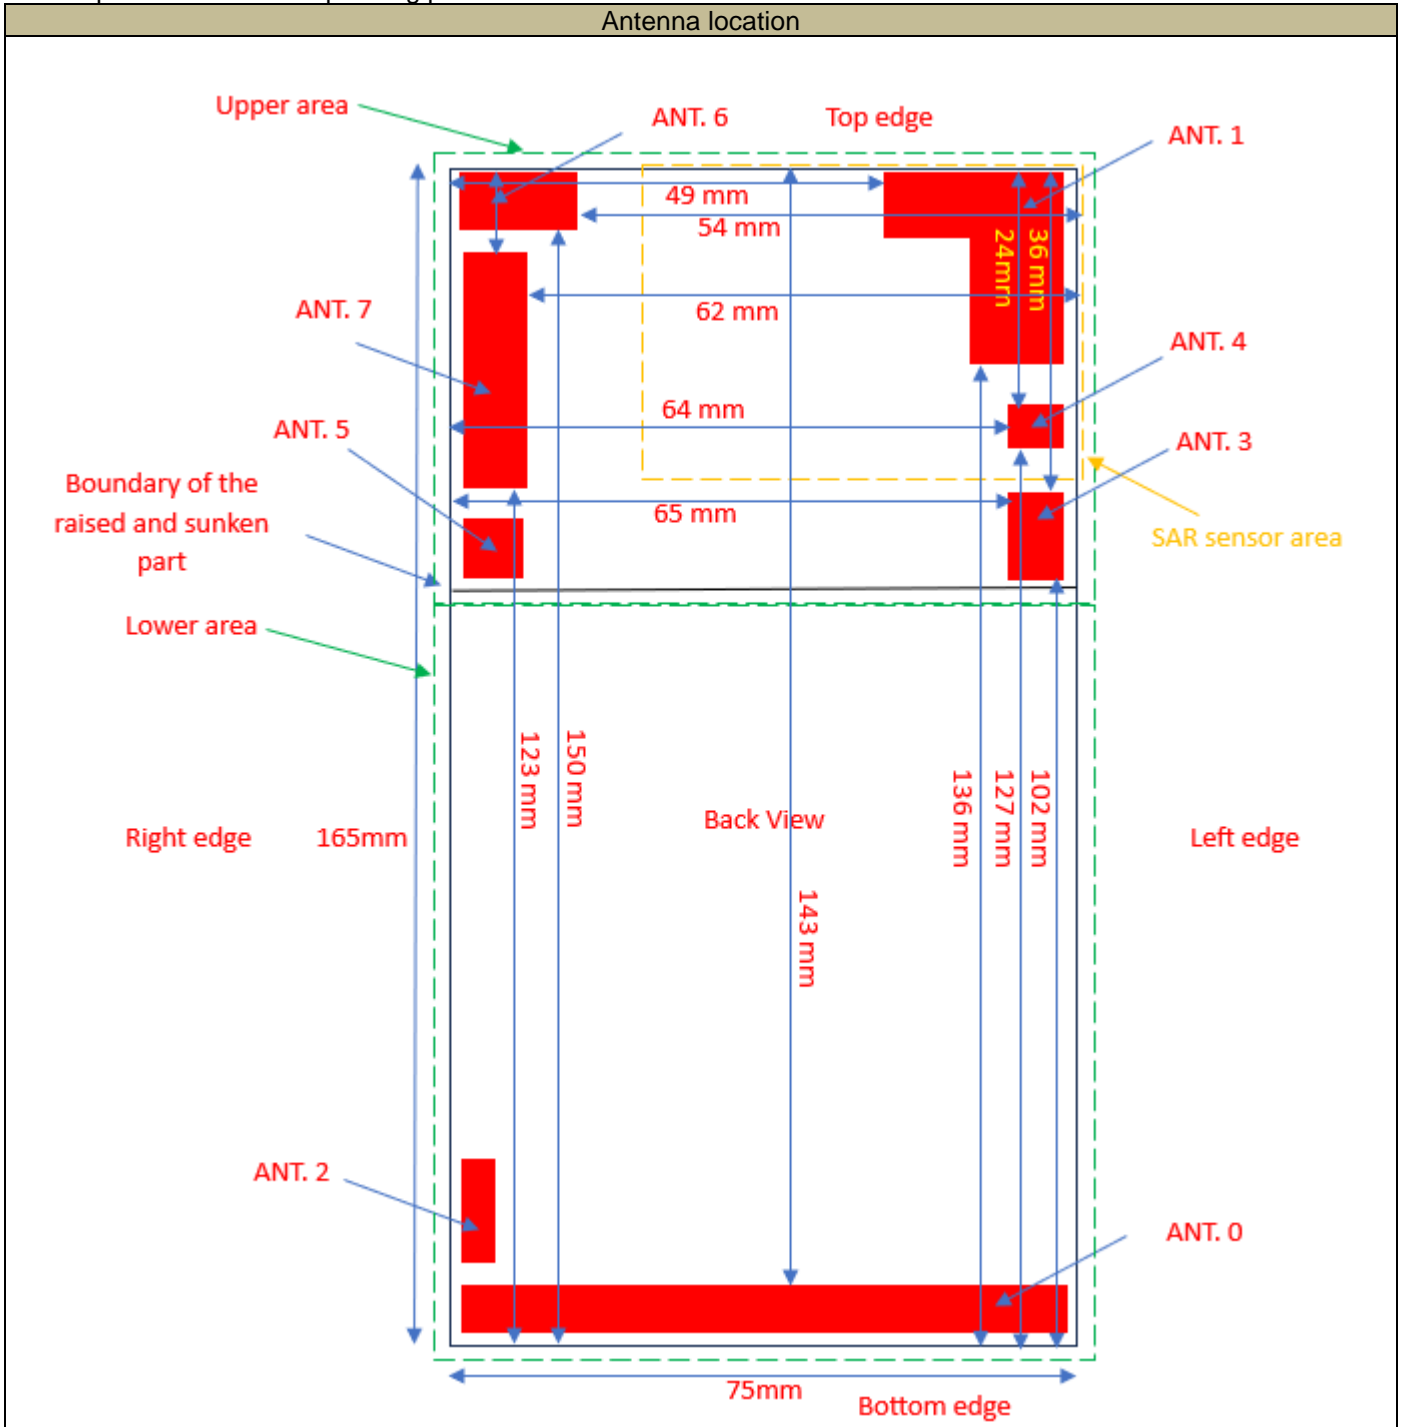 Antenna location
Upper area
ANT. 6
Top edge
ANT. 1
49 mm
54 mm
24mm
36 mm
62 mm
ANT. 7
ANT. 4
64 mm
ANT. 5
ANT. 3
Boundary of the
raised and sunken
part
65 mm
SAR sensor area
Lower area
123 mm
150 mm
136 mm
127 mm
102 mm
Right edge
165mm
Back View
Left edge
143 mm
ANT. 2
ANT. 0
75mm
Bottom edge